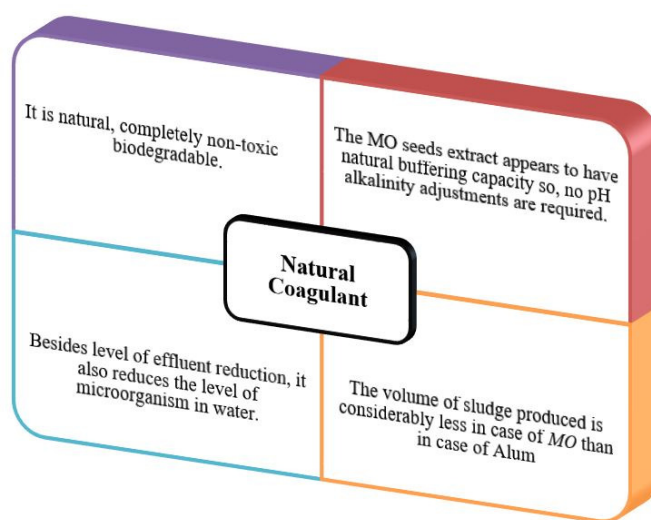 It is natural, completely non-toxic
biodegradable.
The MO seeds extract appears to have
natural buffering capacity so, no pH
alkalinity adjustments are required.
Natural
Coagulant
Besides level of effluent reduction, it
also reduces the level of
microorganism in water.
The volume of sludge produced is
considerably less in case of MO than
in case of Alum